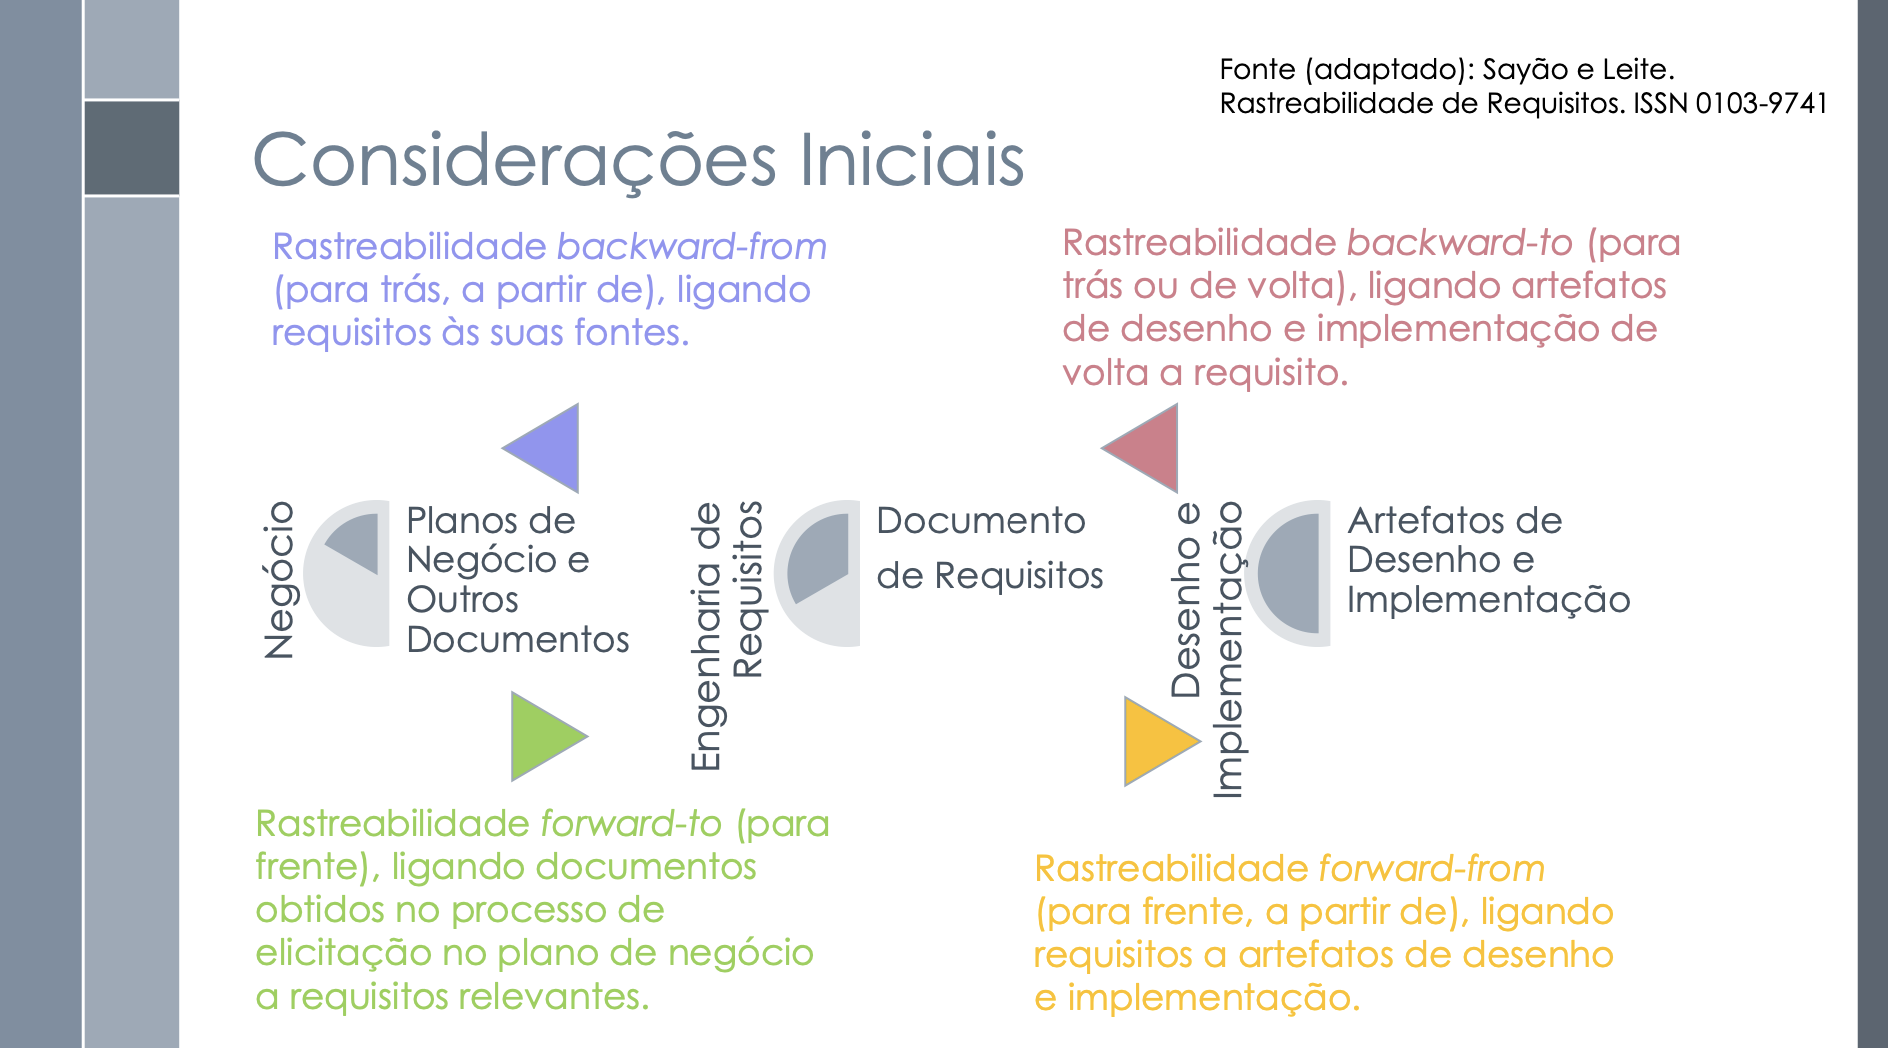 Fonte (adaptado): Sayão e Leite.
Rastreabilidade de Requisitos. ISSN 0103-9741
Considerações Iniciais
Rastreabilidade backward-from
(para trás, a partir de), ligando
requisitos às suas fontes.
Rastreabilidade backward-to (para
trás ou de volta), ligando artefatos
de desenho e implementação de
volta a requisito.
Negócio
Planos de
Negócio e
Outros
Documentos
Engenharia de
Requisitos
Documento
de Requisitos
Desenho e
Implementação
Artefatos de
Desenho e
Implementação
Rastreabilidade forward-to (para
frente), ligando documentos
obtidos no processo de
elicitação no plano de negócio
a requisitos relevantes.
Rastreabilidade forward-from
(para frente, a partir de), ligando
requisitos a artefatos de desenho
e implementação.